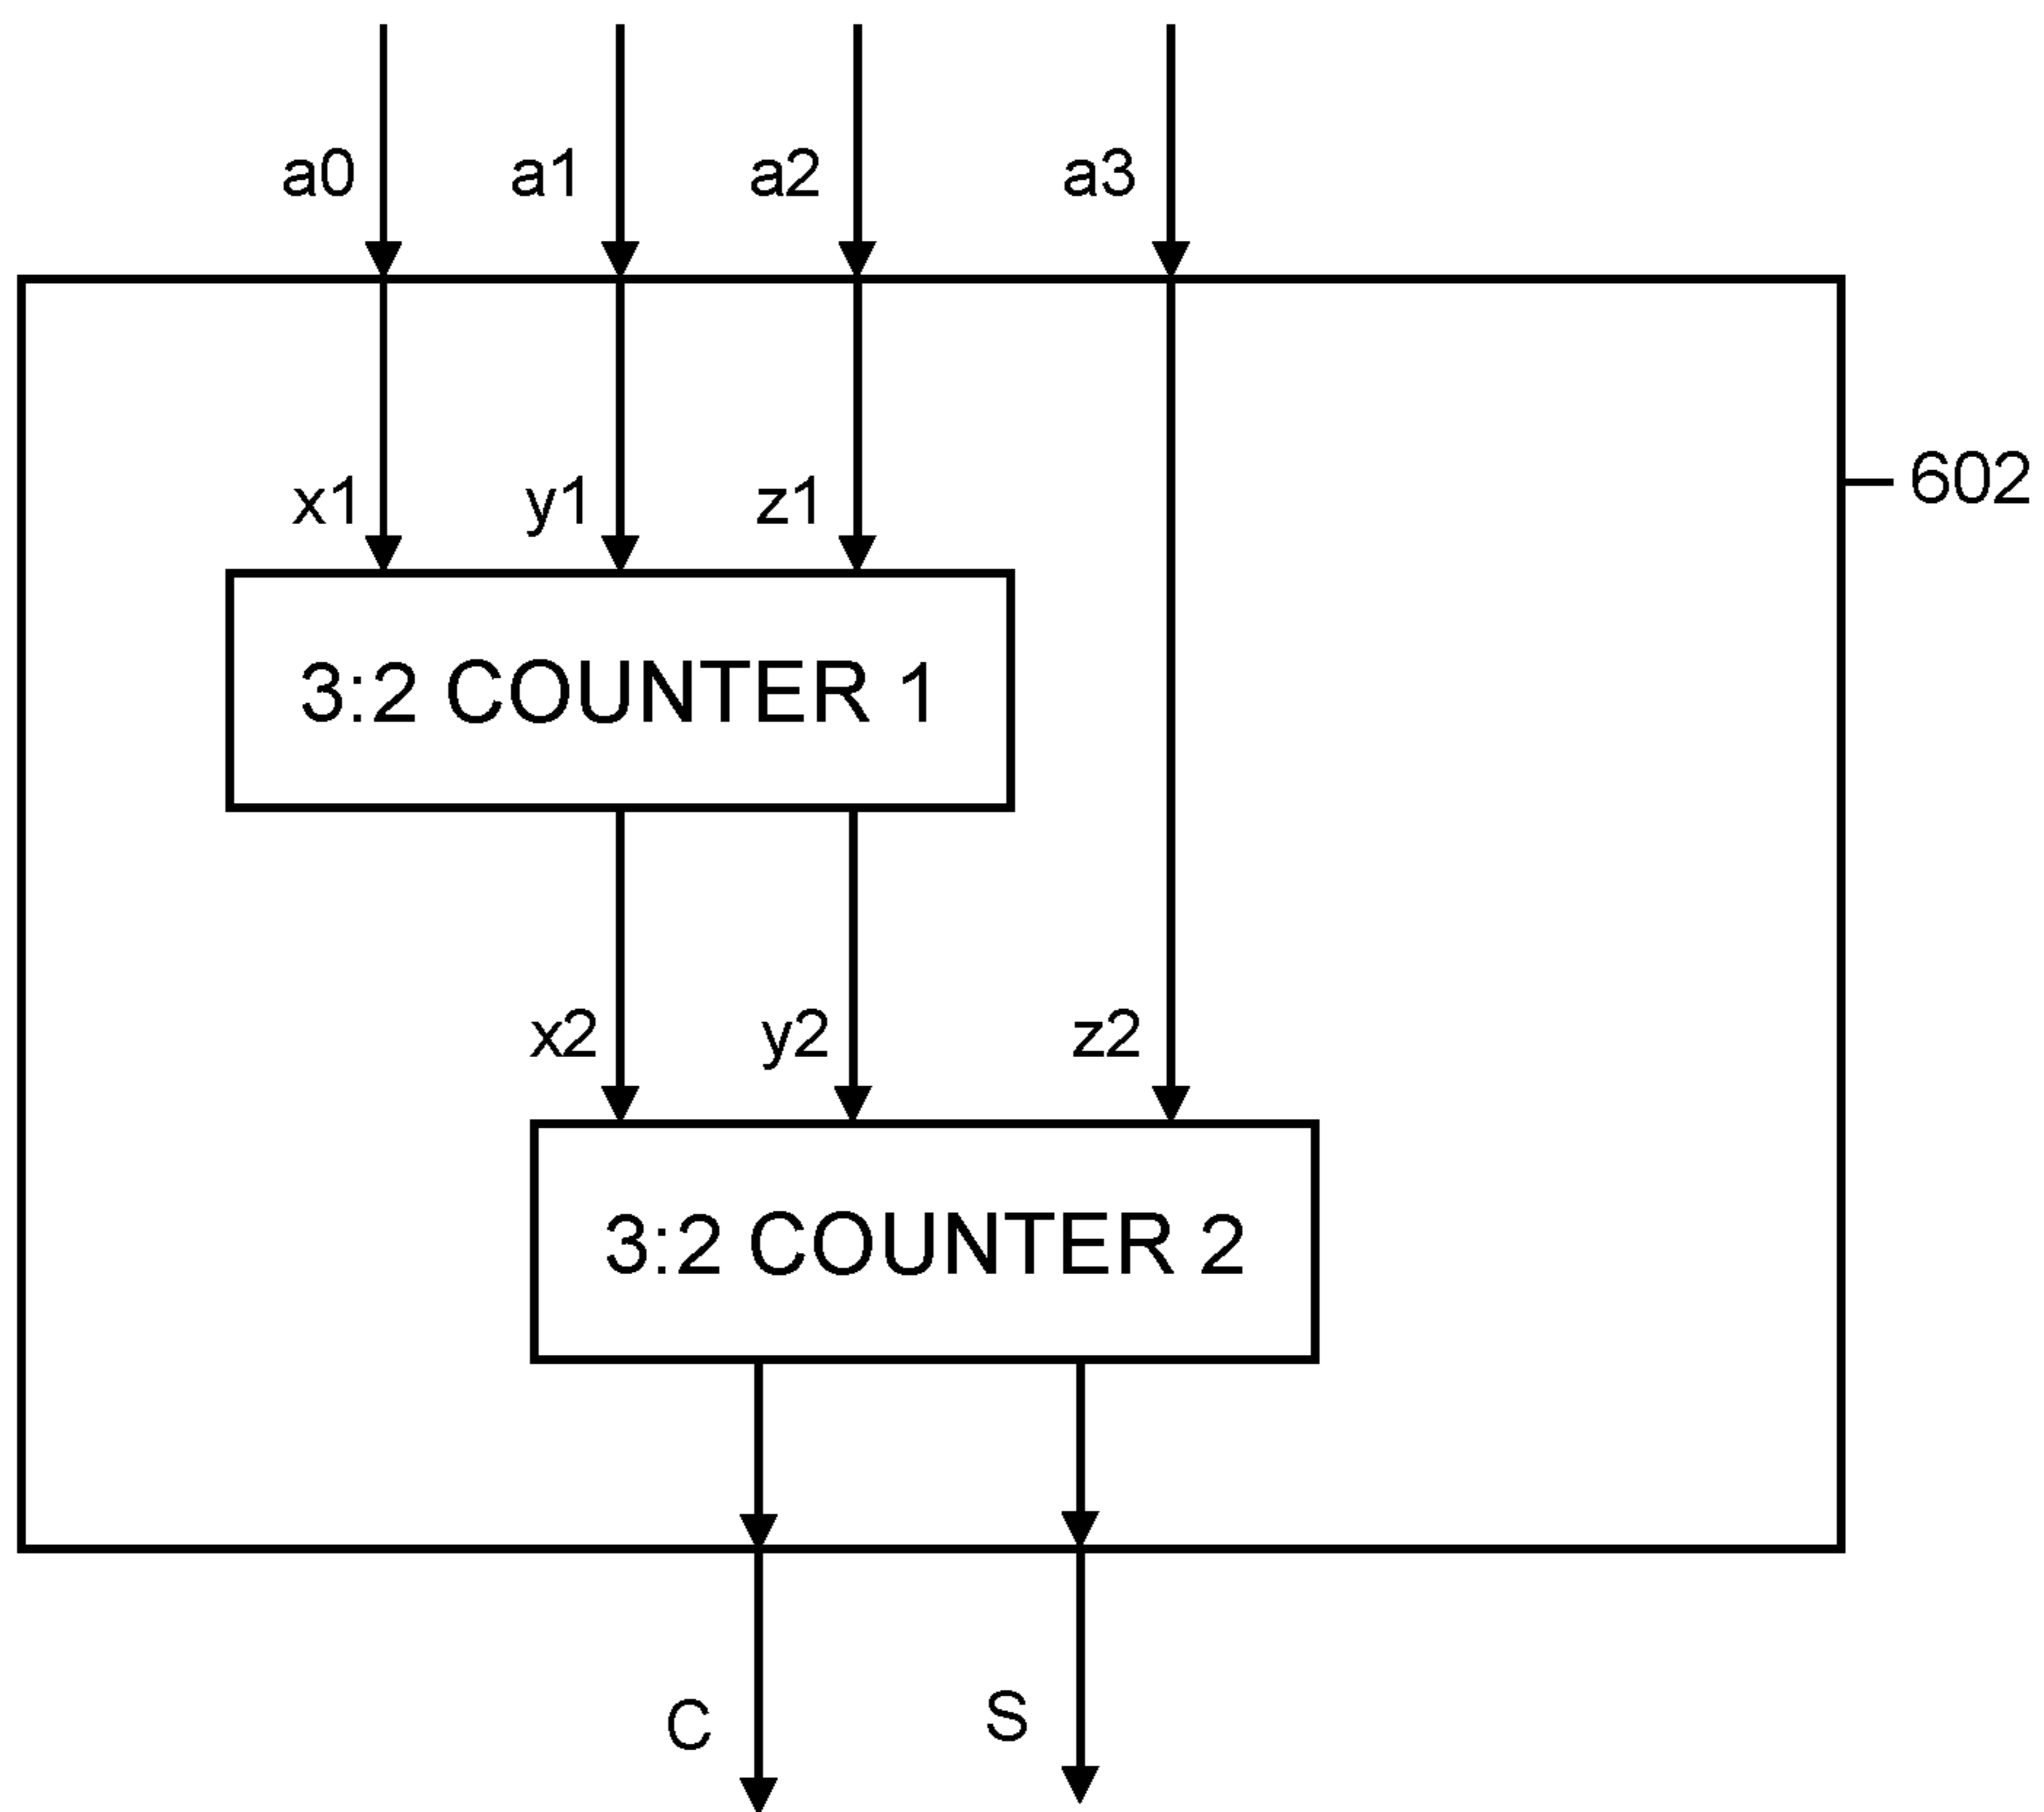 a0 a1 a2 a3
602
x1 y1 z1
3:2 COUNTER 1
x2 y2 z2
3:2 COUNTER 2
C S